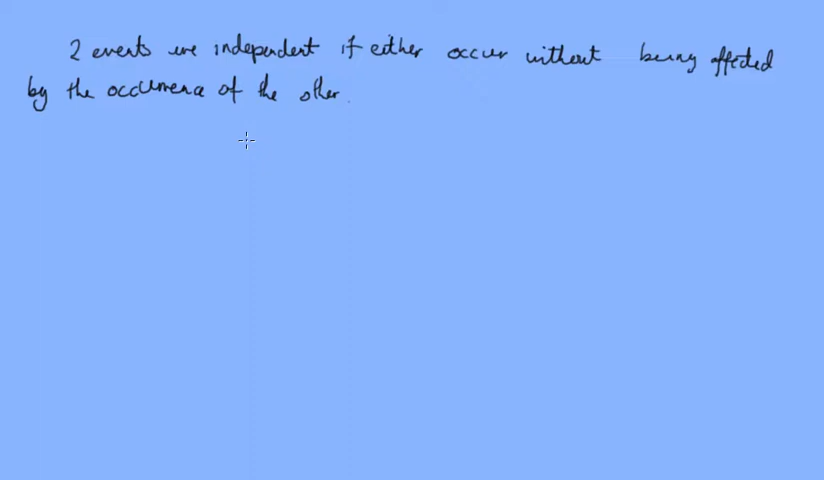 2 events are independent if either occur without being affected
by the occurrence of the other.